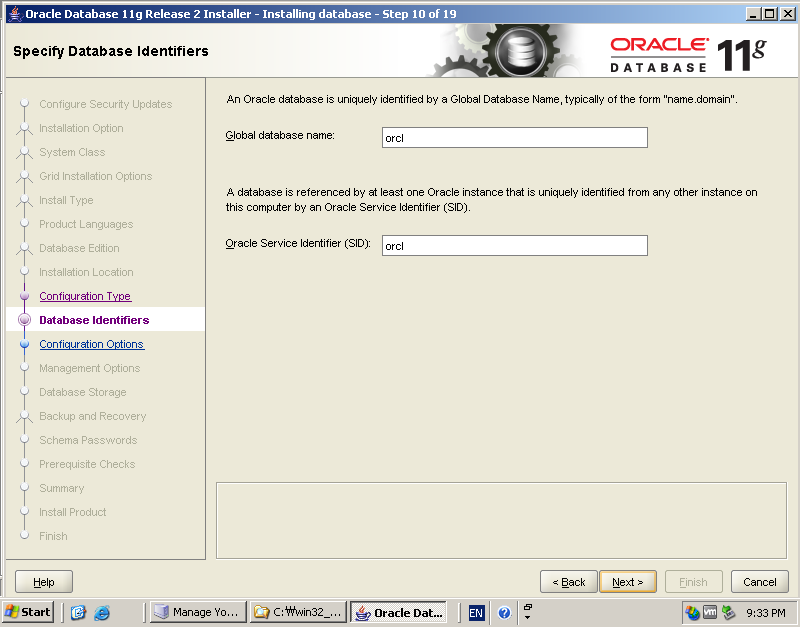 Oracle Database 11g Release 2 Installer - Installing database - Step 10 of 19
Specify Database Identifiers
ORACLE®
DATABASE 11g
Configure Security Updates
Installation Option
System Class
Grid Installation Options
Install Type
Product Languages
Database Edition
Installation Location
Configuration Type
Database Identifiers
Configuration Options
Management Options
Database Storage
Backup and Recovery
Schema Passwords
Prerequisite Checks
Summary
Install Product
Finish
An Oracle database is uniquely identified by a Global Database Name, typically of the form "name.domain".
Global database name: orcl
A database is referenced by at least one Oracle instance that is uniquely identified from any other instance on
this computer by an Oracle Service Identifier (SID).
Oracle Service Identifier (SID): orcl
Help < Back Next > Finish Cancel
Start Manage Yo... C:₩win32_... Oracle Dat... EN ? vm 9:33 PM